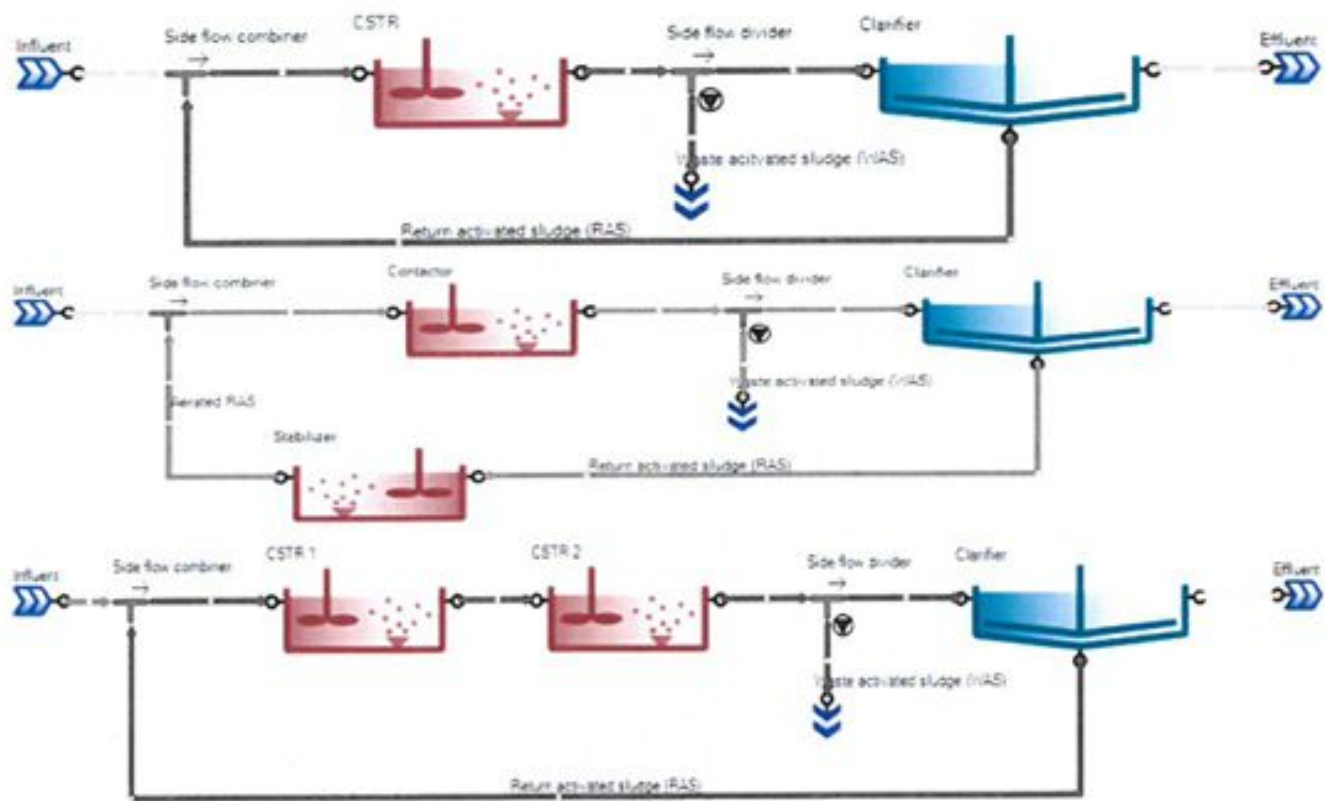 CSTR
Side flow combiner
Side flow divider
Clarifier
Influent
Effluent
Waste acitvated sludge (WAS)
Return activated sludge (RAS)
Contactor
Side flow combiner
Side flow divider
Clarifier
Influent
Effluent
Aerated RAS
Waste activated sludge (WAS)
Stabilizer
Return activated sludge (RAS)
CSTR 1
CSTR 2
Side flow combiner
Side flow divider
Clarifier
Influent
Effluent
Waste activated sludge (WAS)
Return activated sludge (RAS)